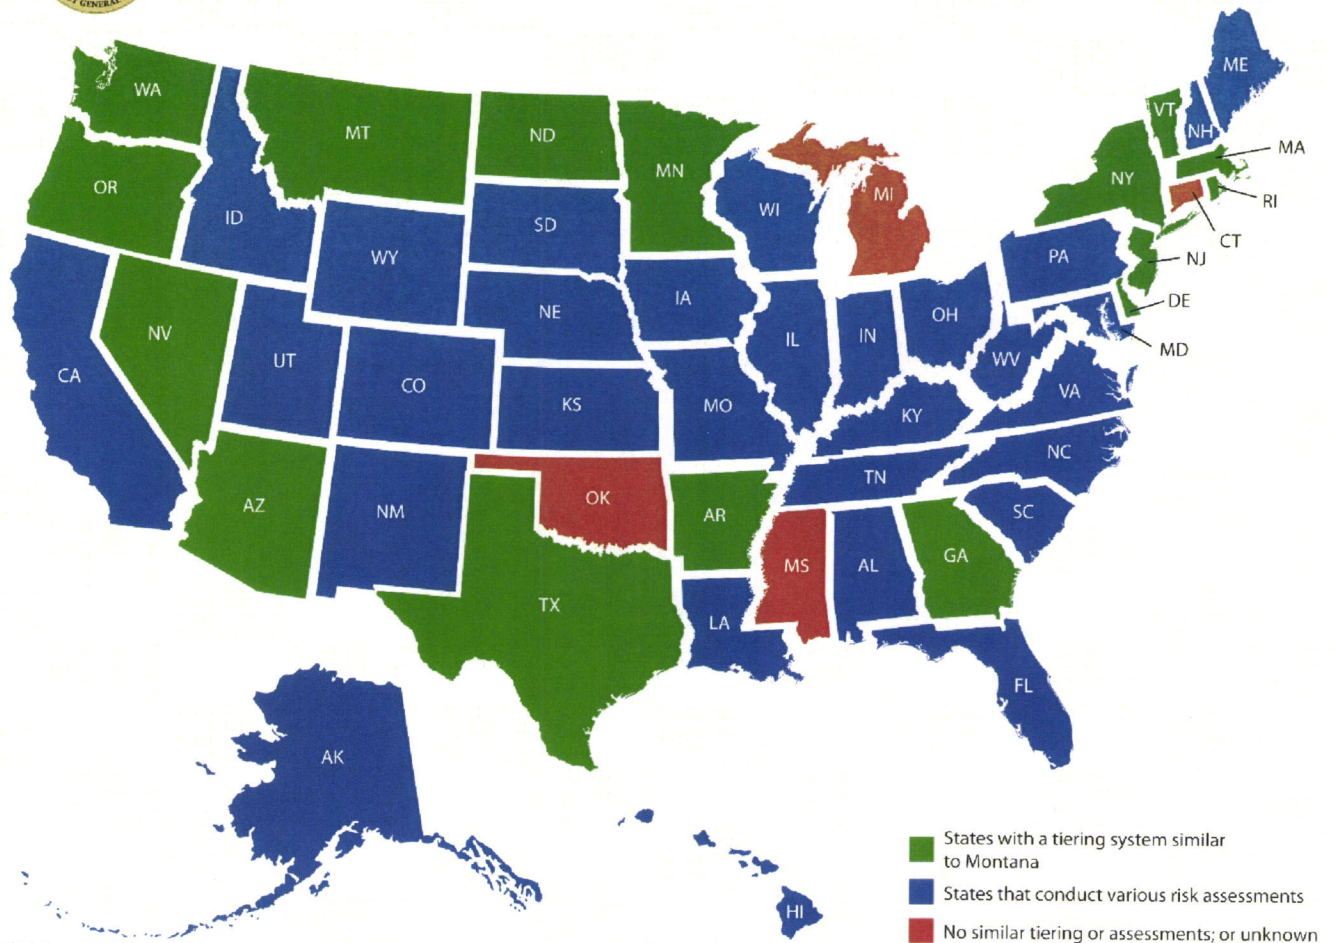 GENERAL
WA
MT
ND
MN
OR
ID
SD
WI
MI
ME
VT
NH
MA
NY
RI
CT
WY
PA
NJ
NE
IA
DE
NV
UT
IL
IN
OH
MD
CA
CO
KS
MO
WV
VA
KY
NC
TN
AZ
NM
OK
AR
SC
MS
AL
GA
TX
LA
FL
AK
HI
States with a tiering system similar
to Montana
States that conduct various risk assessments
No similar tiering or assessments; or unknown